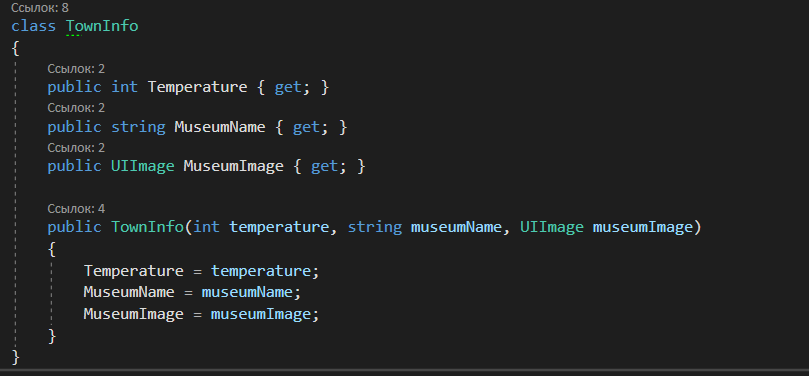 Ссылок: 8
class TownInfo
{
Ссылок: 2
public int Temperature { get; }
Ссылок: 2
public string MuseumName { get; }
Ссылок: 2
public UIImage MuseumImage { get; }
Ссылок: 4
public TownInfo(int temperature, string museumName, UIImage museumImage)
{
Temperature = temperature;
MuseumName = museumName;
MuseumImage = museumImage;
}
}